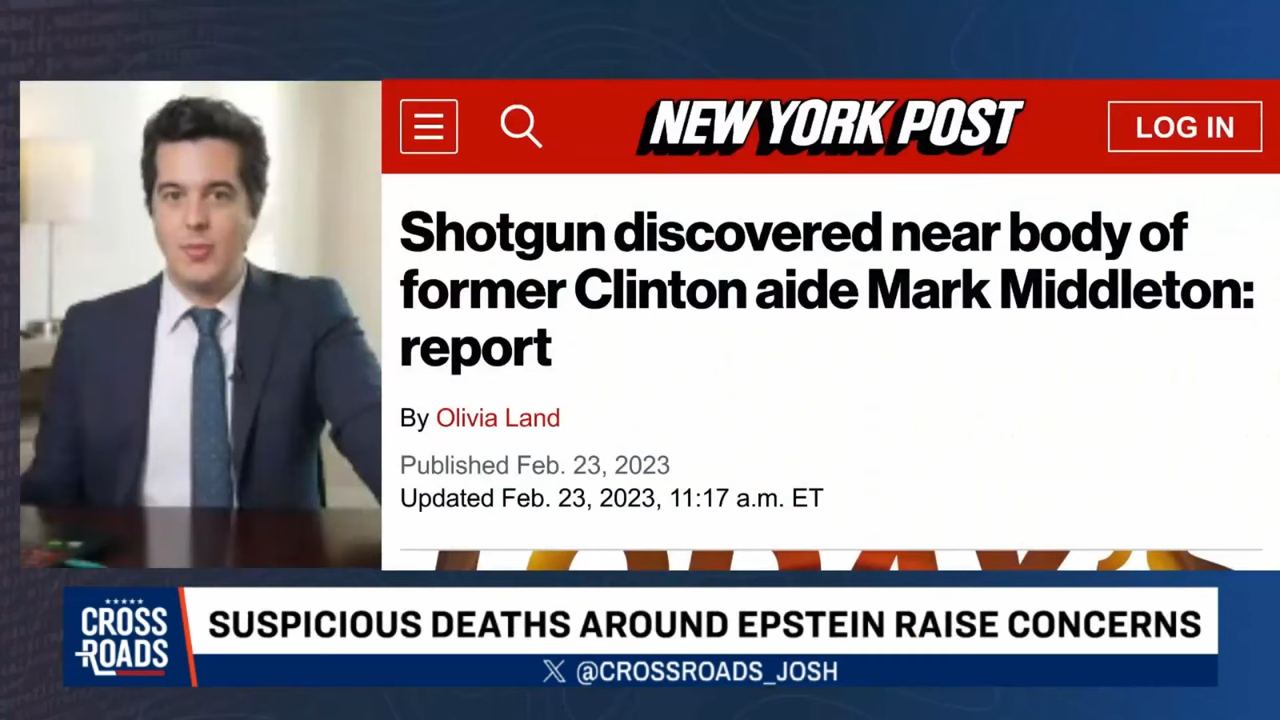 NEW YORK POST
LOG IN
Shotgun discovered near body of
former Clinton aide Mark Middleton:
report
By Olivia Land
Published Feb. 23, 2023
Updated Feb. 23, 2023, 11:17 a.m. ET
CROSS
ROADS
SUSPICIOUS DEATHS AROUND EPSTEIN RAISE CONCERNS
@CROSSROADS_JOSH